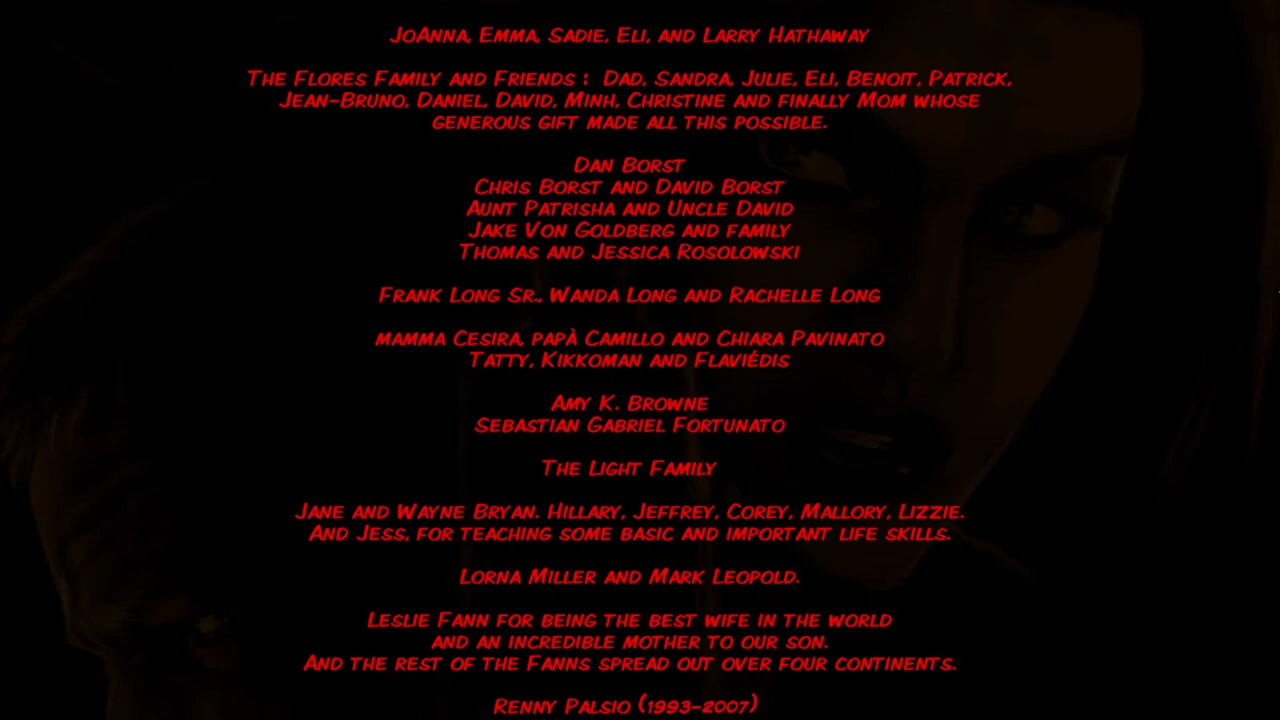 JoAnna, Emma, Sadie, Eli, and Larry Hathaway
The Flores Family and Friends : Dad, Sandra, Julie, Eli, Benoit, Patrick,
Jean-Bruno, Daniel, David, Minh, Christine and finally Mom whose
generous gift made all this possible.
Dan Borst
Chris Borst and David Borst
Aunt Patrisha and Uncle David
Jake Von Goldberg and family
Thomas and Jessica Rosolowski
Frank Long Sr., Wanda Long and Rachelle Long
mamma Cesira, papà Camillo and Chiara Pavinato
Tatty, Kikkoman and Flaviédis
Amy K. Browne
Sebastian Gabriel Fortunato
The Light Family
Jane and Wayne Bryan. Hillary, Jeffrey, Corey, Mallory, Lizzie.
And Jess, for teaching some basic and important life skills.
Lorna Miller and Mark Leopold.
Leslie Fann for being the best wife in the world
and an incredible mother to our son.
And the rest of the Fanns spread out over four continents.
Renny Palsio (1993-2007)